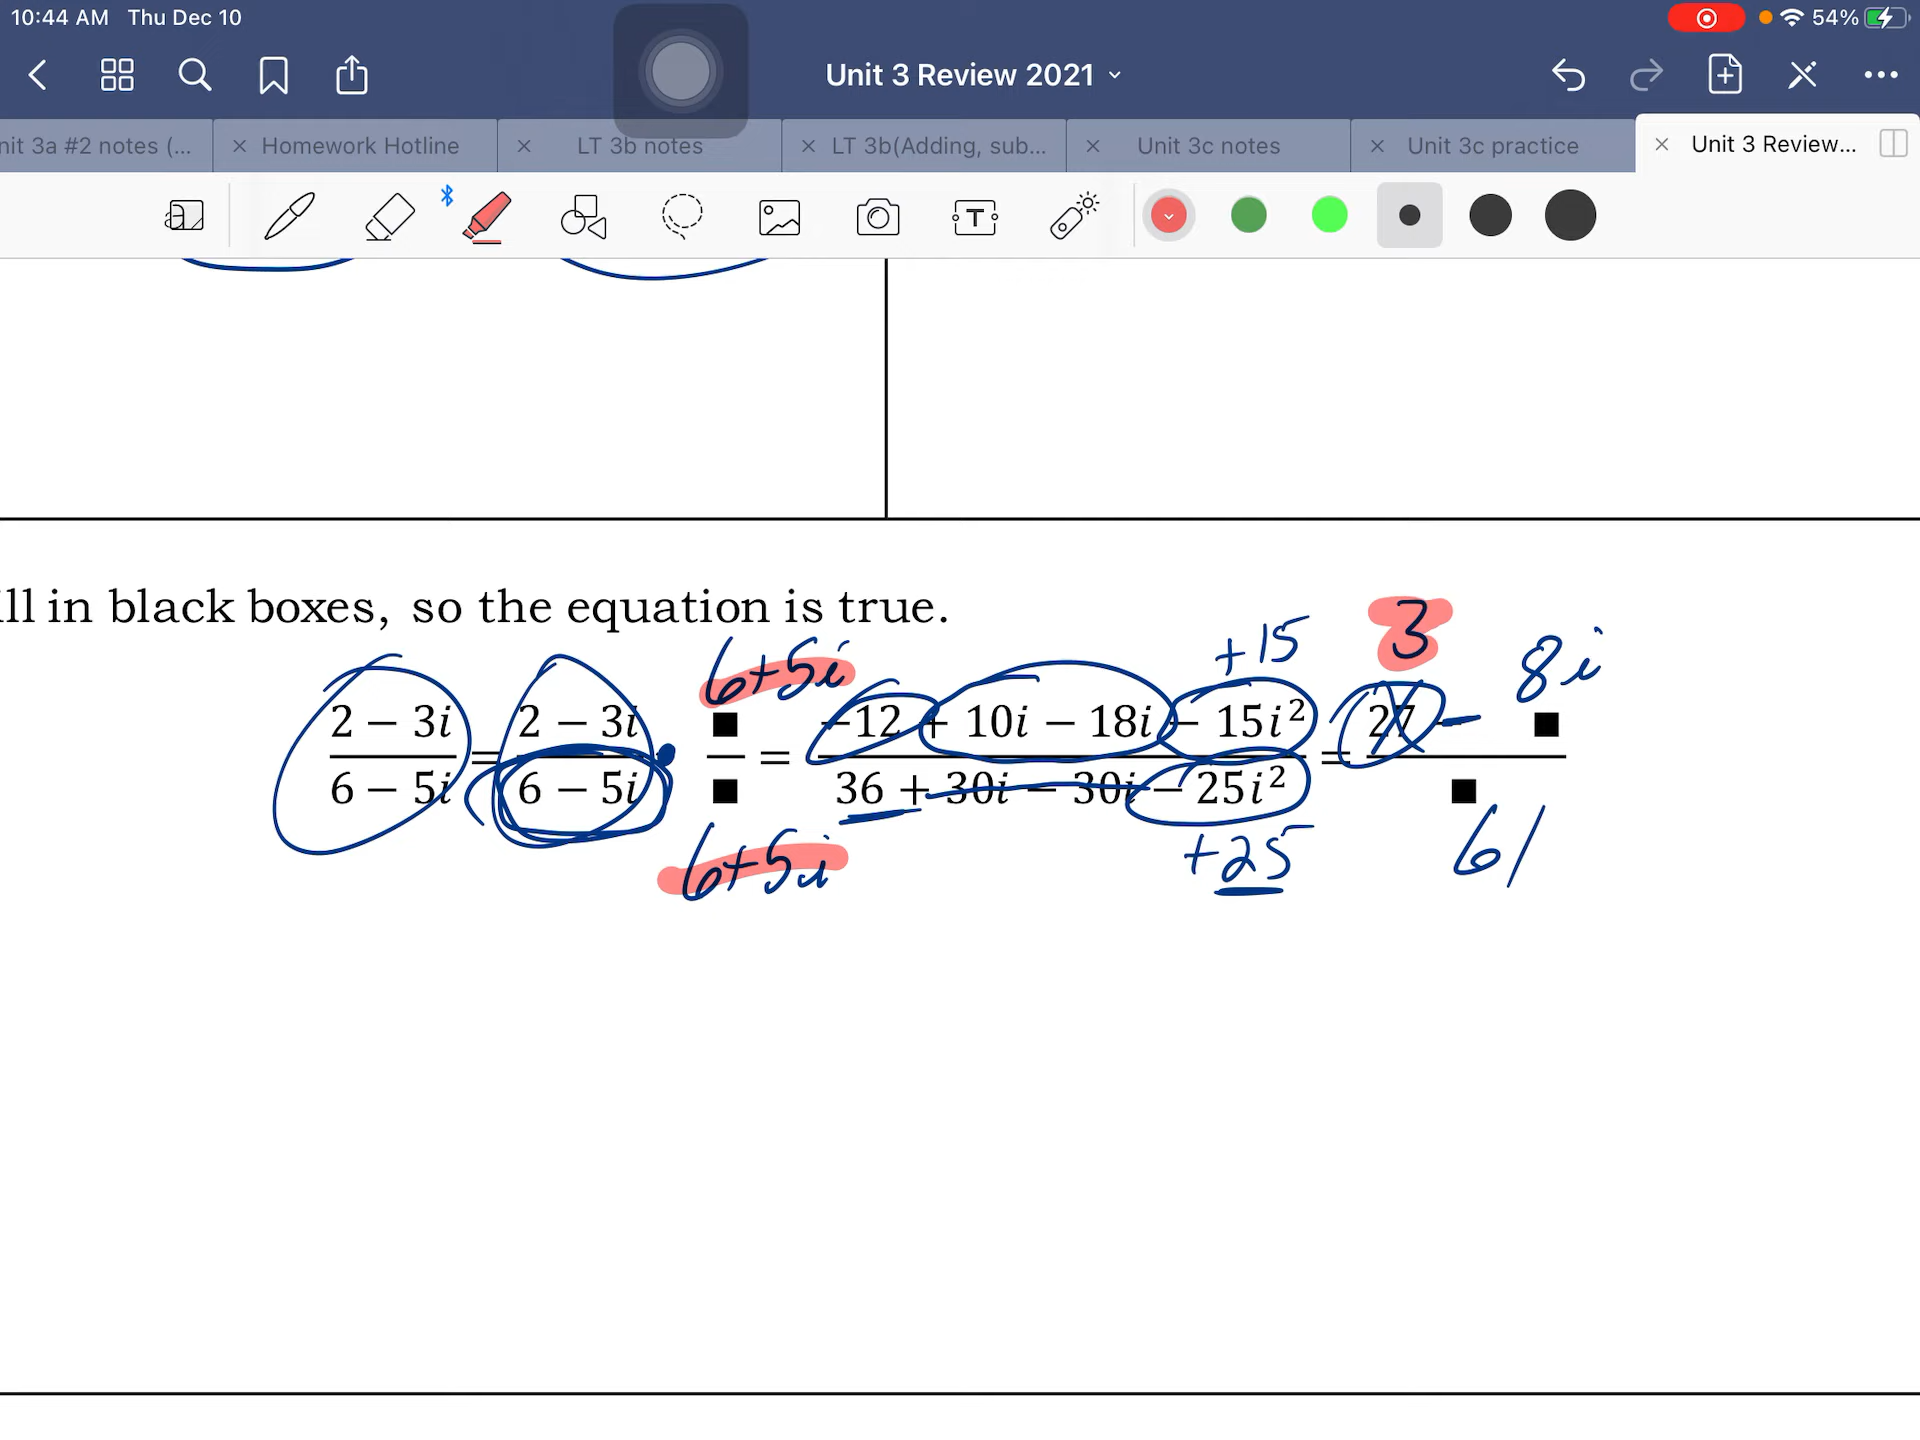 10:44 AM Thu Dec 10 54%
Unit 3 Review 2021
nit 3a #2 notes (... × Homework Hotline × LT 3b notes × LT 3b(Adding, sub... × Unit 3c notes × Unit 3c practice × Unit 3 Review...
ill in black boxes, so the equation is true.
6+5i +15 3 8i
2 − 3i = 2 − 3i • ■ = −12 + 10i − 18i − 15i² = 27 − ■
6 − 5i 6 − 5i ■ 36 + 30i − 30i − 25i² ■
6+5i +25 61